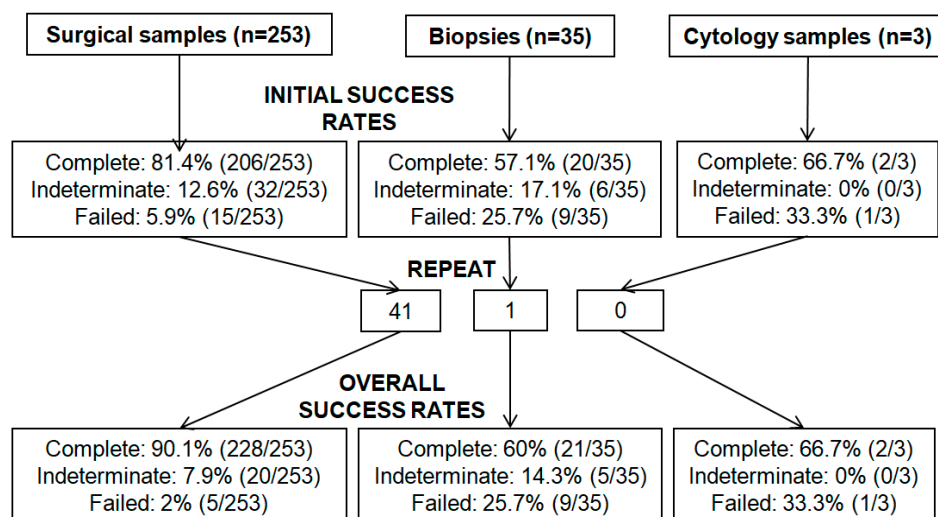 Surgical samples (n=253)
Biopsies (n=35)
Cytology samples (n=3)
INITIAL SUCCESS
RATES
Complete: 81.4% (206/253)
Indeterminate: 12.6% (32/253)
Failed: 5.9% (15/253)
Complete: 57.1% (20/35)
Indeterminate: 17.1% (6/35)
Failed: 25.7% (9/35)
Complete: 66.7% (2/3)
Indeterminate: 0% (0/3)
Failed: 33.3% (1/3)
REPEAT
41
1
0
OVERALL
SUCCESS RATES
Complete: 90.1% (228/253)
Indeterminate: 7.9% (20/253)
Failed: 2% (5/253)
Complete: 60% (21/35)
Indeterminate: 14.3% (5/35)
Failed: 25.7% (9/35)
Complete: 66.7% (2/3)
Indeterminate: 0% (0/3)
Failed: 33.3% (1/3)